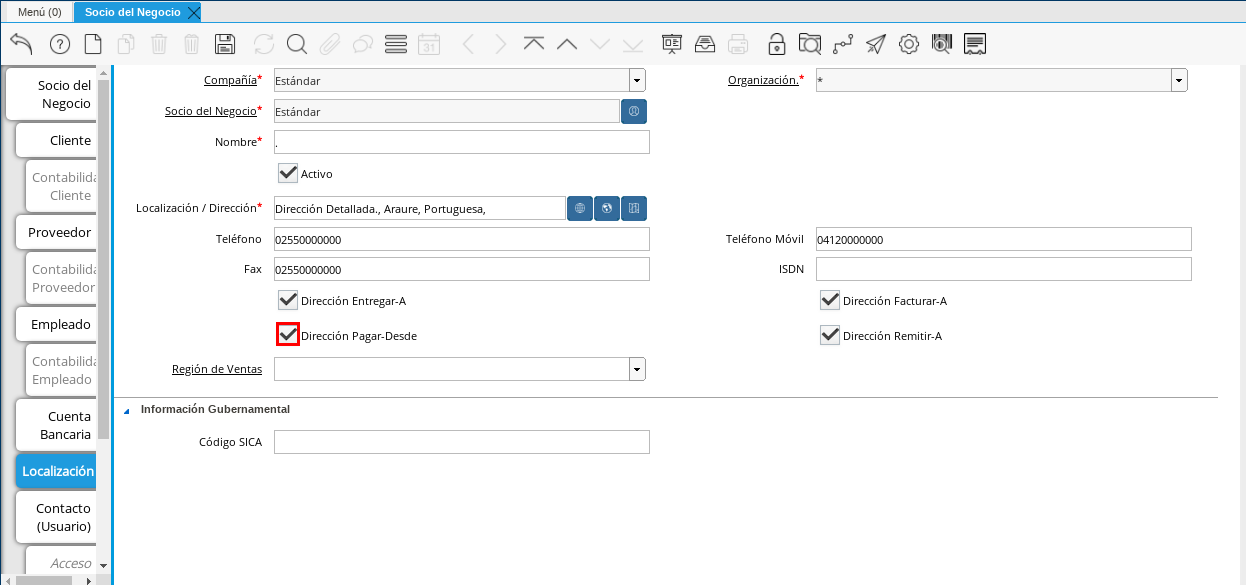 Menú (0)
Socio del Negocio
31
Socio del
Negocio
Cliente
Contabilida
Cliente
Proveedor
Contabilida
Proveedor
Empleado
Contabilida
Empleado
Cuenta
Bancaria
Localización
Contacto
(Usuario)
Acceso
Compañía* Estándar Organización.* *
Socio del Negocio* Estándar
Nombre* .
Activo
Localización / Dirección* Dirección Detallada., Araure, Portuguesa,
Teléfono 02550000000 Teléfono Móvil 04120000000
Fax 02550000000 ISDN
Dirección Entregar-A Dirección Facturar-A
Dirección Pagar-Desde Dirección Remitir-A
Región de Ventas
Información Gubernamental
Código SICA